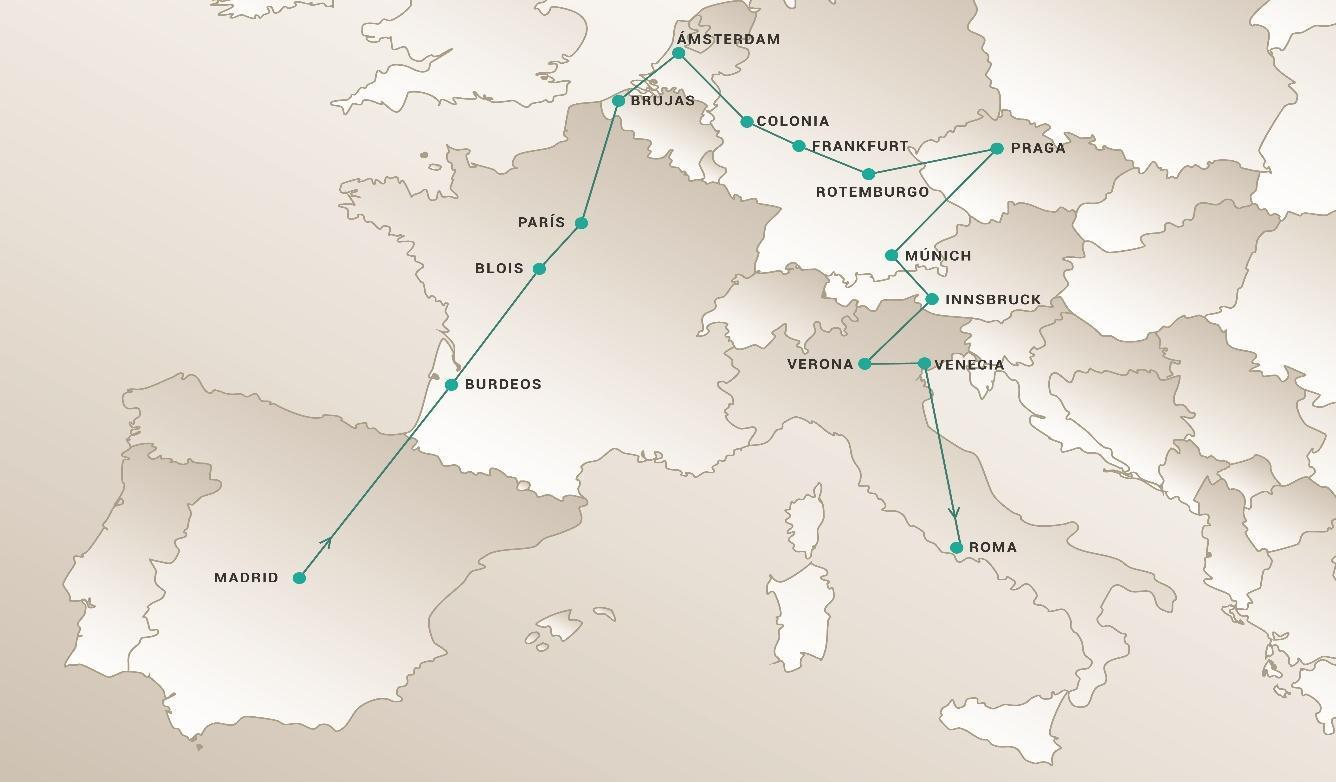 ÁMSTERDAM
BRUJAS
COLONIA
FRANKFURT
PRAGA
ROTEMBURGO
PARÍS
MÚNICH
BLOIS
INNSBRUCK
VERONA
VENECIA
BURDEOS
ROMA
MADRID